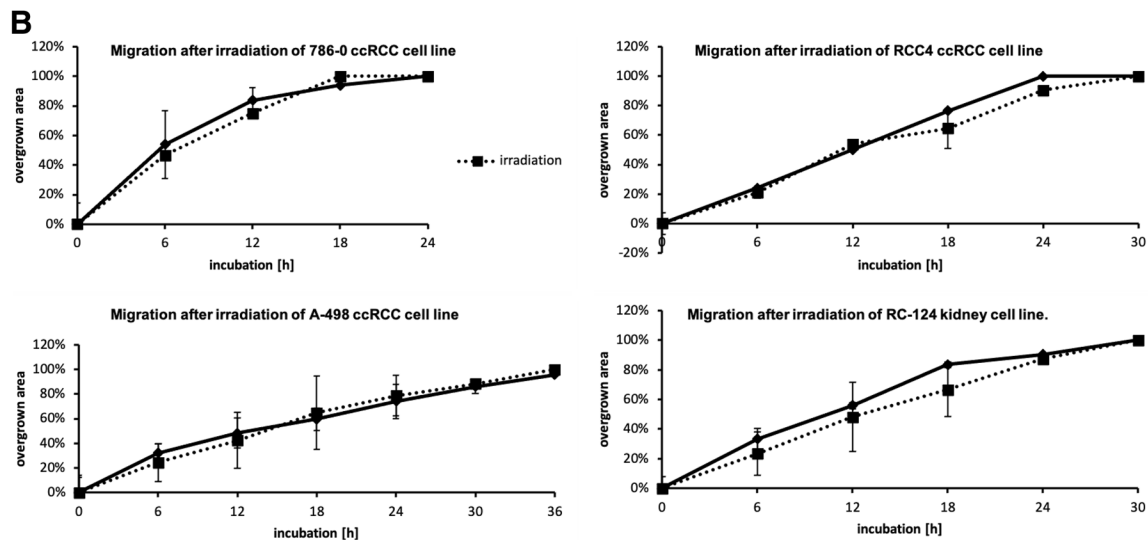 B
Migration after irradiation of 786-0 ccRCC cell line
120%
100%
80%
60%
40%
20%
0%
overgrown area
0 6 12 18 24
incubation [h]
irradiation
Migration after irradiation of RCC4 ccRCC cell line
120%
100%
80%
60%
40%
20%
0%
-20%
overgrown area
0 6 12 18 24 30
incubation [h]
Migration after irradiation of A-498 ccRCC cell line
120%
100%
80%
60%
40%
20%
0%
overgrown area
0 6 12 18 24 30 36
incubation [h]
Migration after irradiation of RC-124 kidney cell line.
120%
100%
80%
60%
40%
20%
0%
overgrown area
0 6 12 18 24 30
incubation [h]